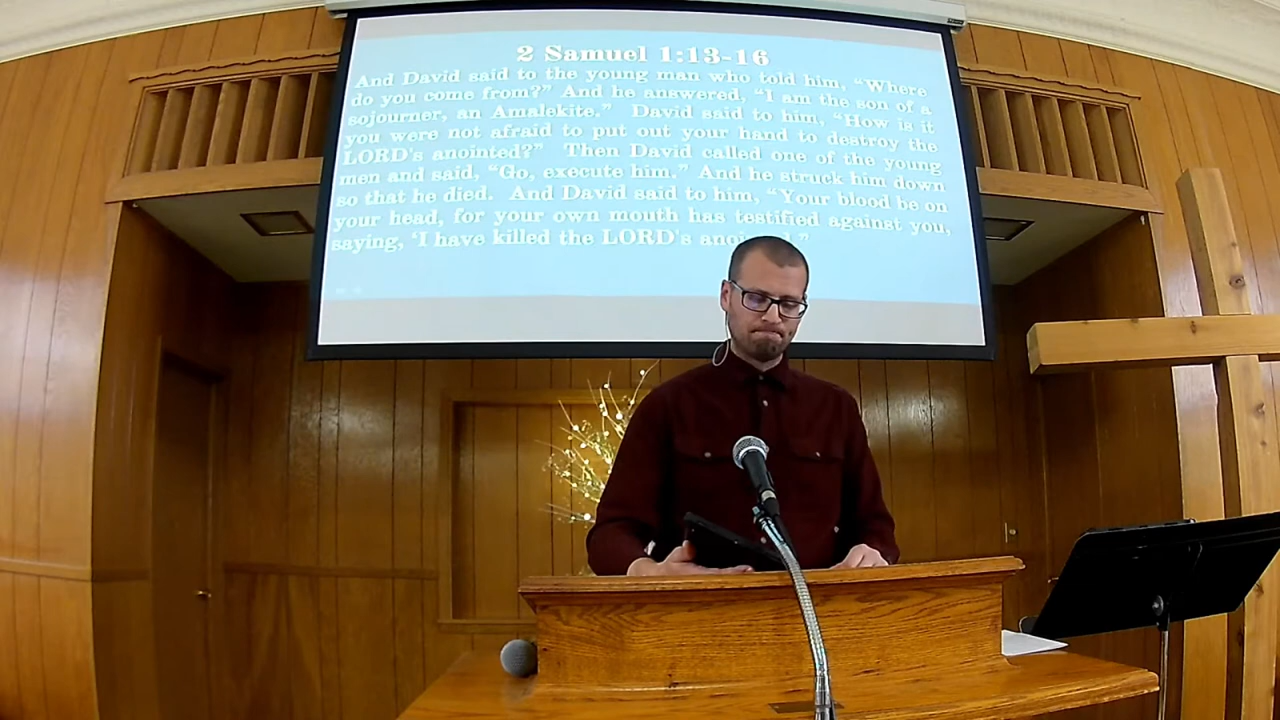 2 Samuel 1:13-16
And David said to the young man who told him, “Where
do you come from?” And he answered, “I am the son of a
sojourner, an Amalekite.” David said to him, “How is it
you were not afraid to put out your hand to destroy the
LORD's anointed?” Then David called one of the young
men and said, “Go, execute him.” And he struck him down
so that he died. And David said to him, “Your blood be on
your head, for your own mouth has testified against you,
saying, ‘I have killed the LORD's